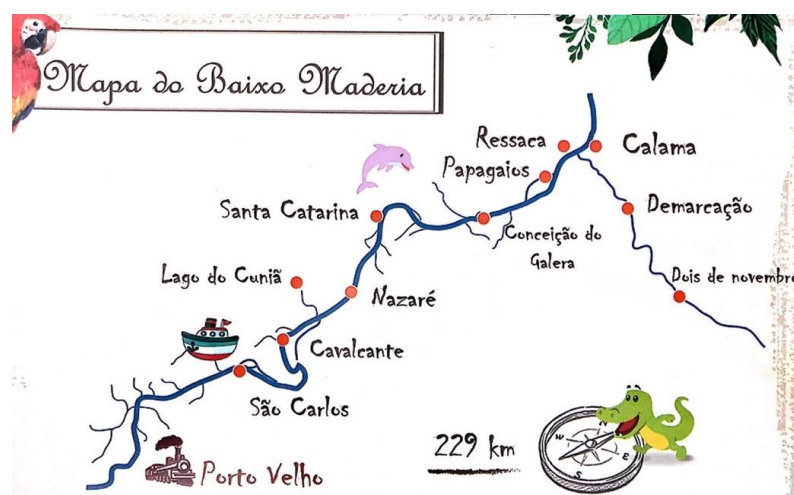 Mapa do Baixo Maderia
Ressaca
Calama
Papagaios
Santa Catarina
Demarcação
Conceição do
Galera
Lago do Cuniã
Dois de novembro
Nazaré
Cavalcante
São Carlos
229 km
Porto Velho
N
W
E
S